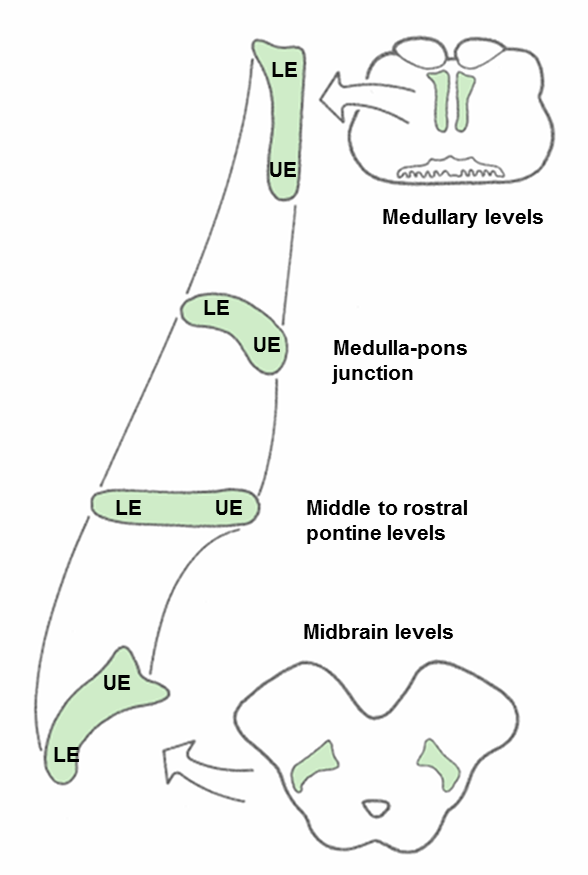 LE
UE
Medullary levels
LE
UE
Medulla-pons
junction
LE UE
Middle to rostral
pontine levels
Midbrain levels
UE
LE